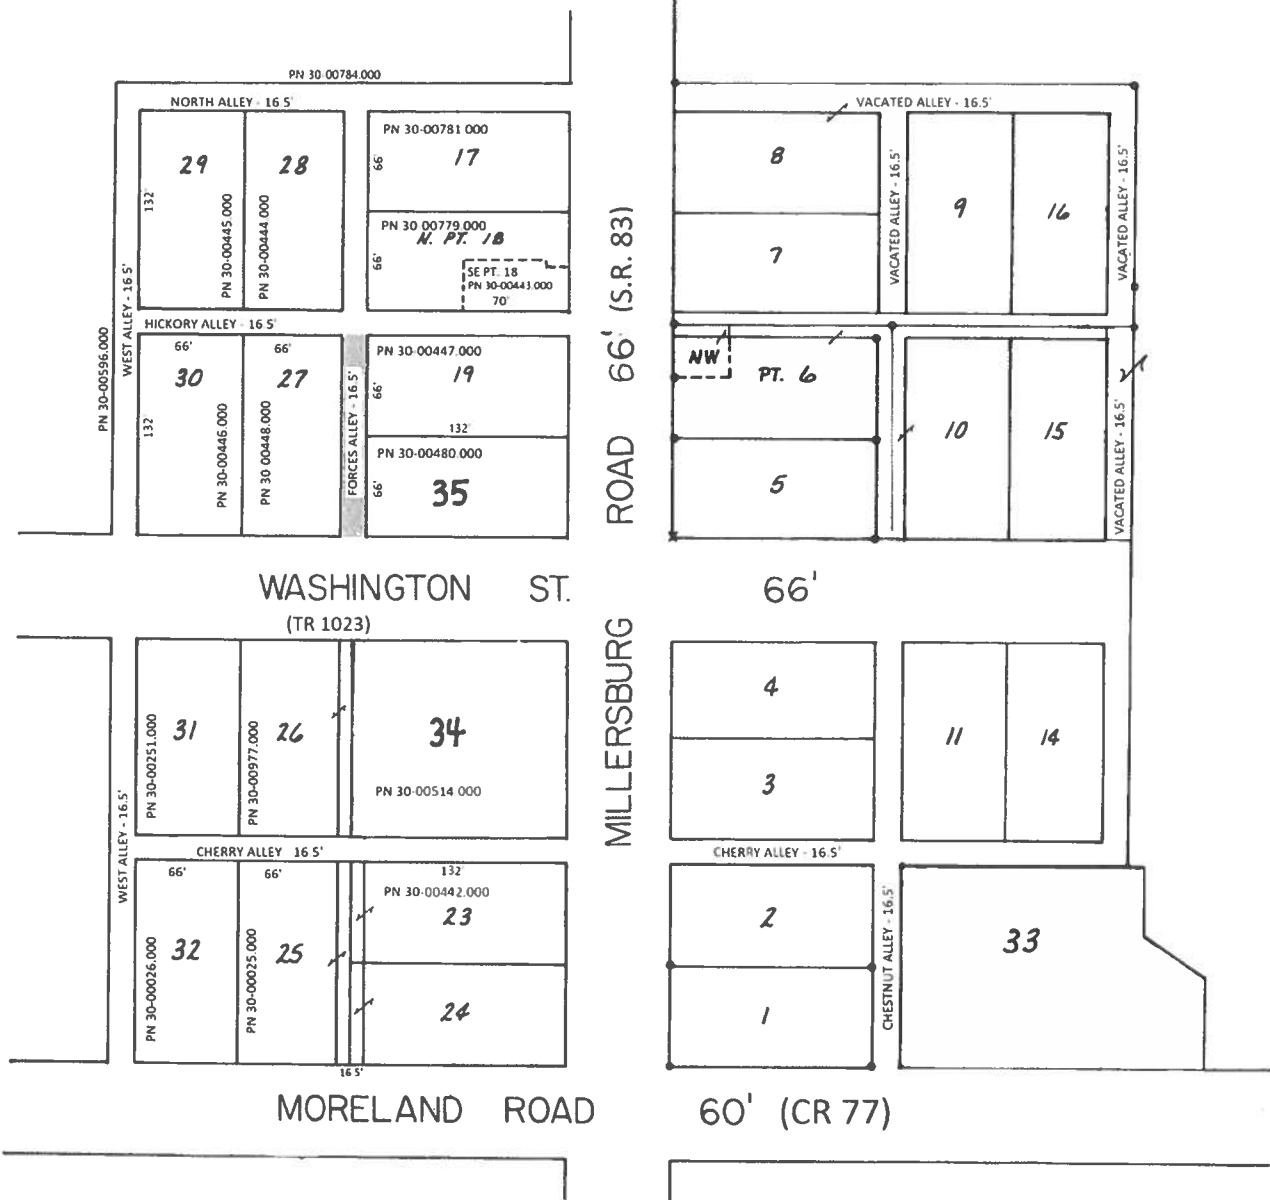 PN 30-00784.000
NORTH ALLEY - 16.5'
VACATED ALLEY - 16.5'
29
28
132'
PN 30-00445.000
PN 30-00444.000
PN 30-00781 000
17
66'
PN 30 00779.000
N. PT. 18
66'
SE PT. 18
PN 30-00443.000
70'
66' (S.R. 83)
8
7
VACATED ALLEY - 16.5'
9
16
VACATED ALLEY - 16.5'
WEST ALLEY - 16.5'
PN 30-00596.000
HICKORY ALLEY - 16 5'
66'
66'
30
27
132'
PN 30-00446.000
PN 30 00448.000
FORCES ALLEY - 16.5'
PN 30-00447.000
19
66'
132'
PN 30-00480.000
66'
35
ROAD
NW
PT. 6
5
10
15
VACATED ALLEY - 16.5'
WASHINGTON ST. 66'
(TR 1023)
MILLERSBURG
31
26
PN 30-00251.000
PN 30-00977.000
34
PN 30-00514 000
4
3
11
14
WEST ALLEY - 16.5'
CHERRY ALLEY 16 5'
CHERRY ALLEY - 16.5'
66'
66'
132'
PN 30-00442.000
23
32
25
PN 30-00026.000
PN 30-00025.000
24
2
1
CHESTNUT ALLEY - 16.5'
33
16 5'
MORELAND ROAD 60' (CR 77)